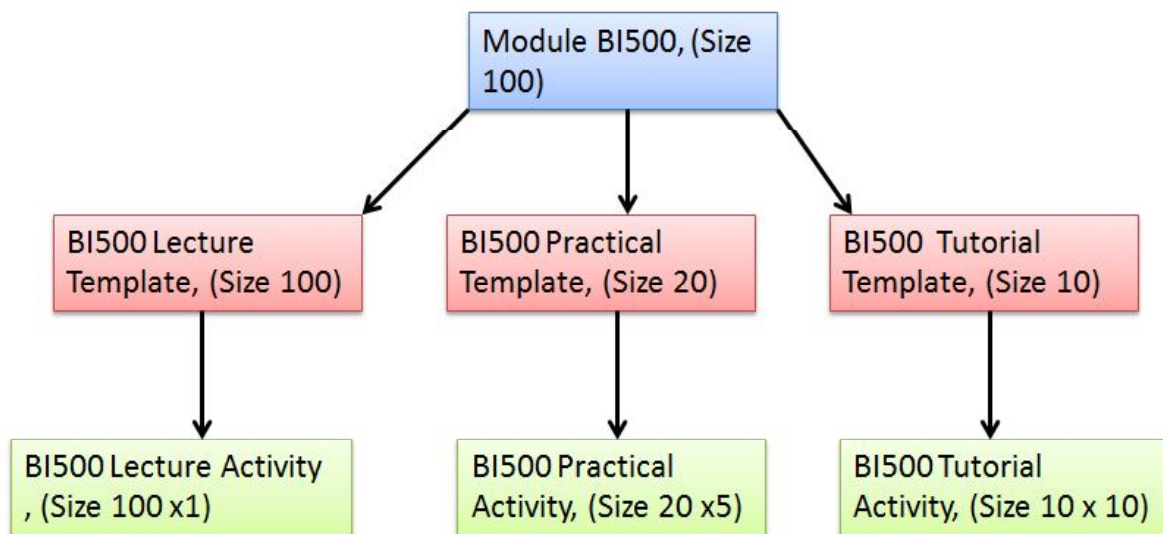 Module BI500, (Size
100)
BI500 Lecture
Template, (Size 100)
BI500 Practical
Template, (Size 20)
BI500 Tutorial
Template, (Size 10)
BI500 Lecture Activity
, (Size 100 x1)
BI500 Practical
Activity, (Size 20 x5)
BI500 Tutorial
Activity, (Size 10 x 10)